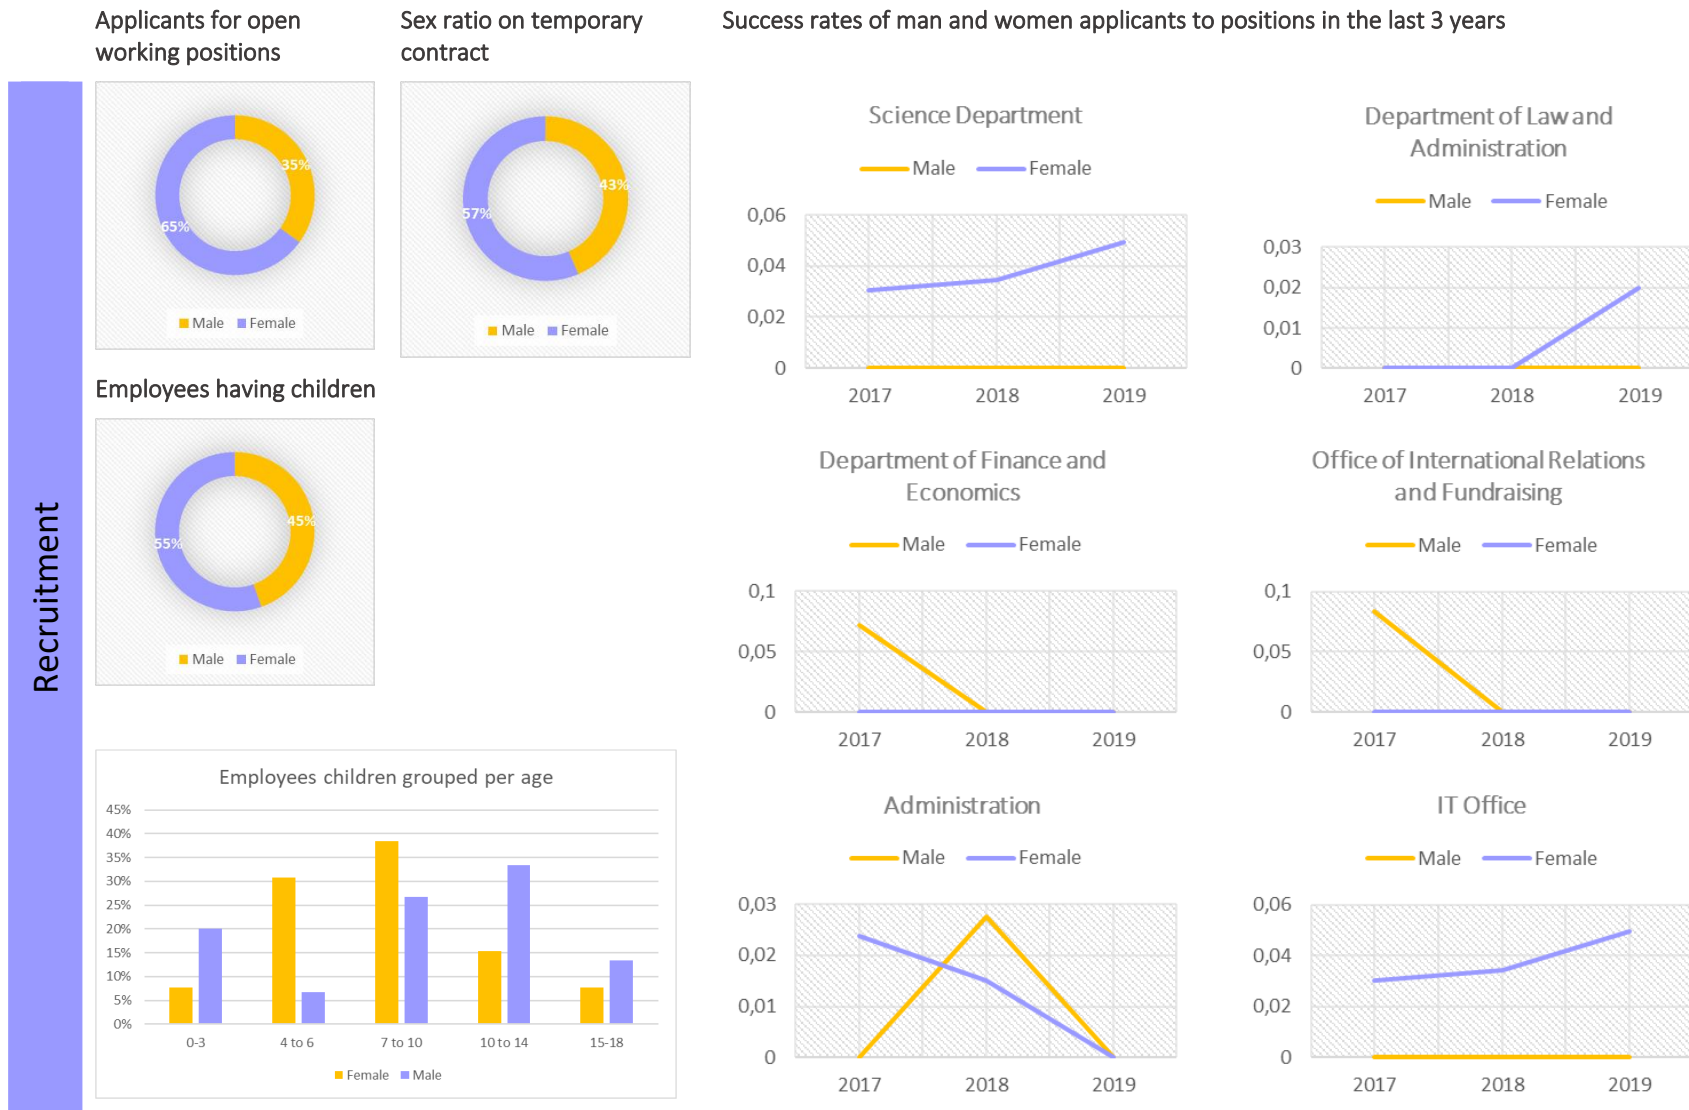 Applicants for open
working positions
35%
65%
Male Female
Sex ratio on temporary
contract
43%
57%
Male Female
Success rates of man and women applicants to positions in the last 3 years
Recruitment
Employees having children
45%
55%
Male Female
Employees children grouped per age
45%
40%
35%
30%
25%
20%
15%
10%
5%
0%
0-3 4 to 6 7 to 10 10 to 14 15-18
Female Male
Science Department
Male Female
0,06
0,04
0,02
0
2017 2018 2019
Department of Law and
Administration
Male Female
0,03
0,02
0,01
0
2017 2018 2019
Department of Finance and
Economics
Male Female
0,1
0,05
0
2017 2018 2019
Office of International Relations
and Fundraising
Male Female
0,1
0,05
0
2017 2018 2019
Administration
Male Female
0,03
0,02
0,01
0
2017 2018 2019
IT Office
Male Female
0,06
0,04
0,02
0
2017 2018 2019